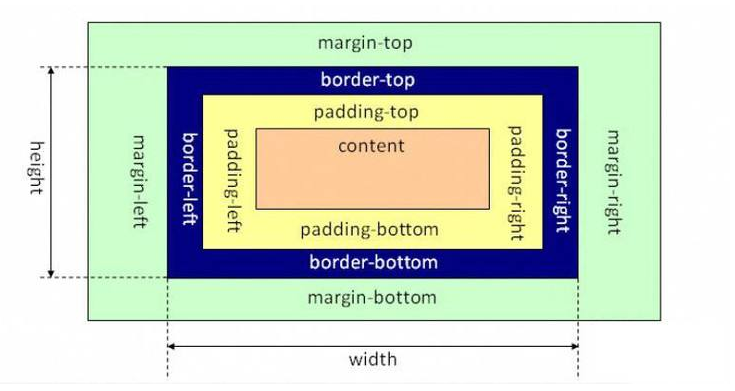 margin-top
border-top
padding-top
content
height
margin-left
border-left
padding-left
padding-right
border-right
margin-right
padding-bottom
border-bottom
margin-bottom
width